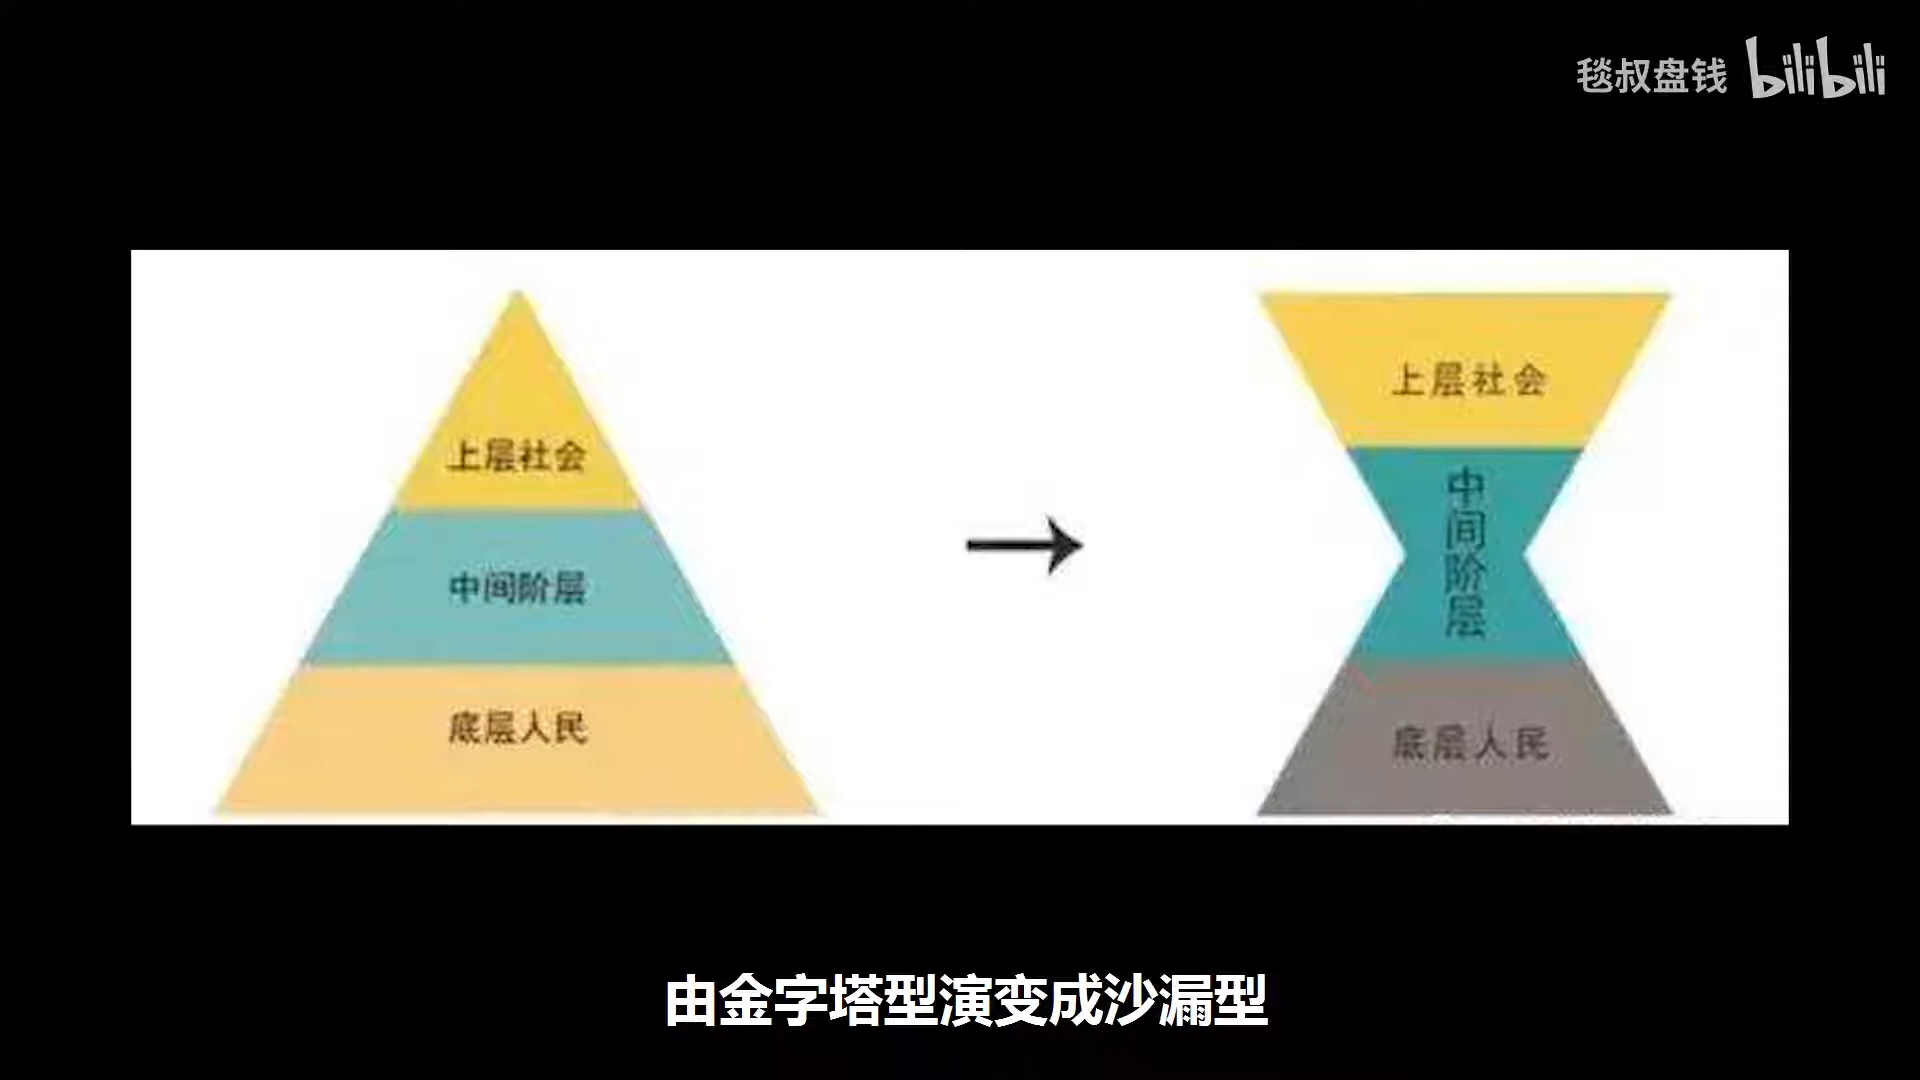 毯叔盘钱 bilibili
上层社会
中间阶层
底层人民
上层社会
中间阶层
底层人民
由金字塔型演变成沙漏型